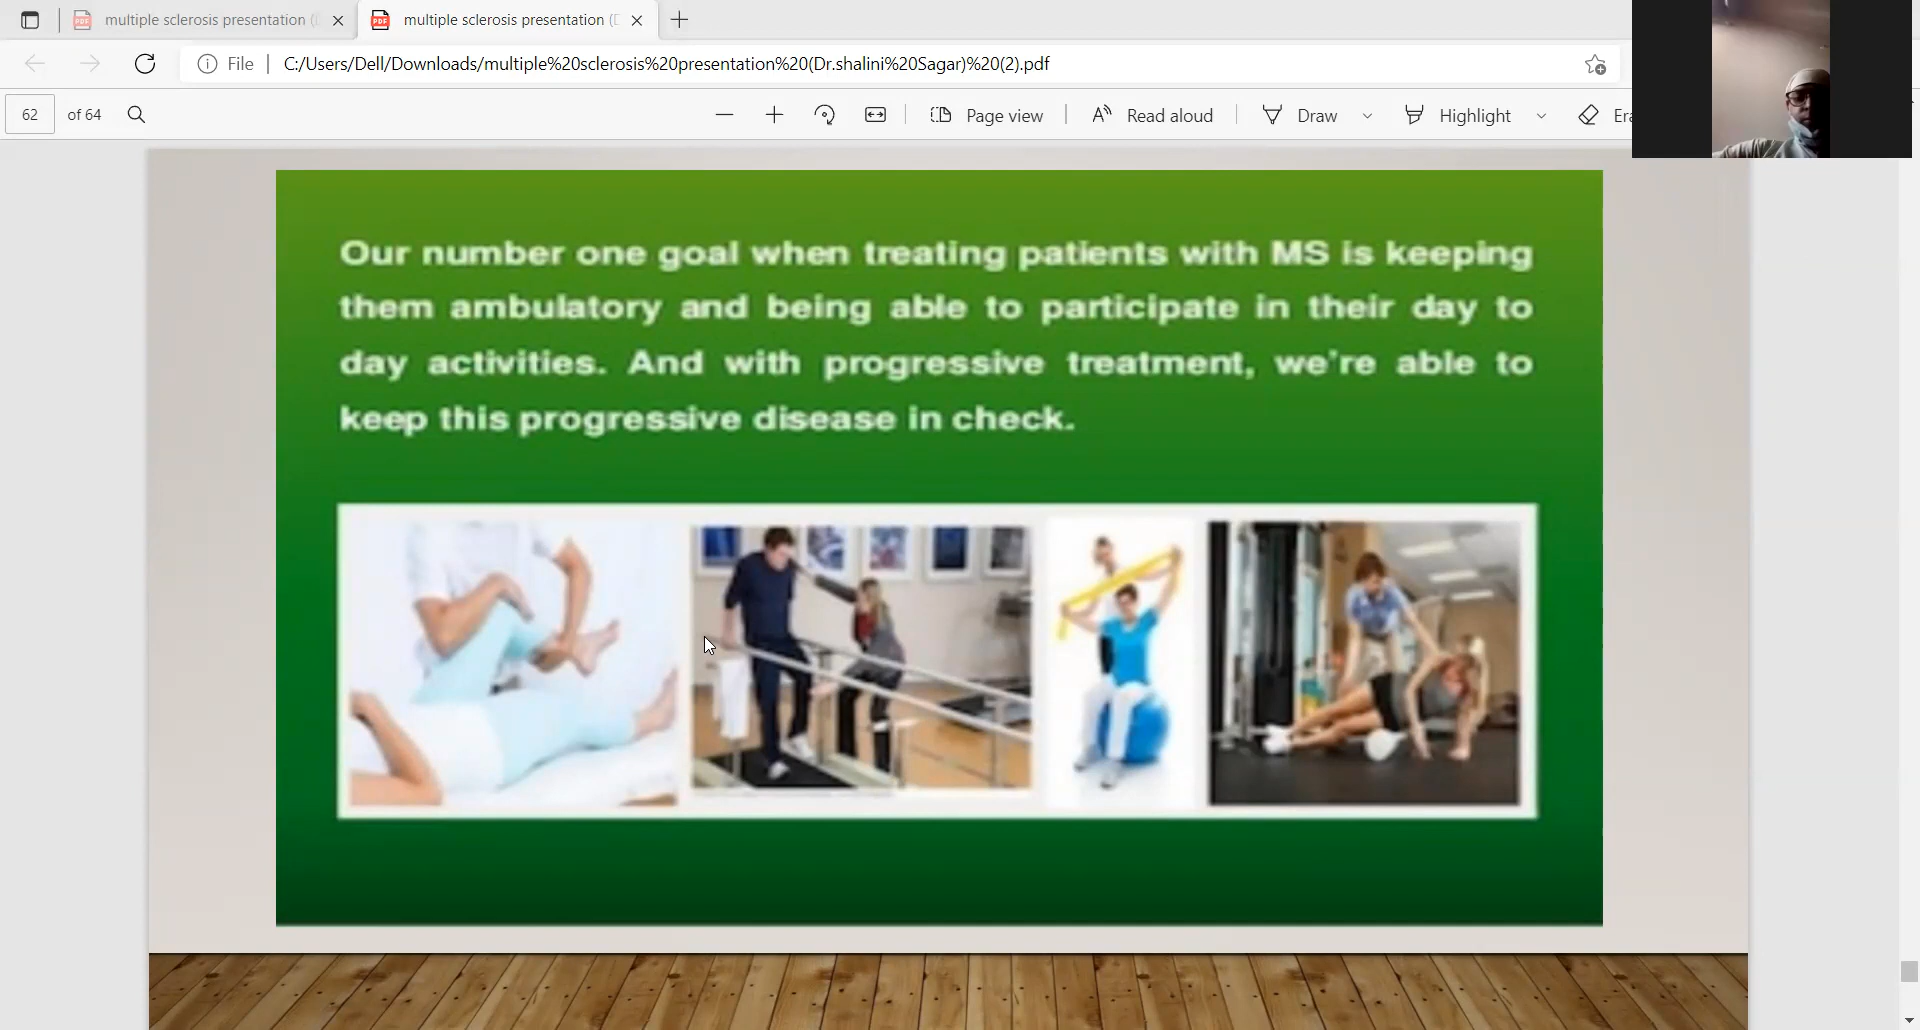 multiple sclerosis presentation (
multiple sclerosis presentation (D
File
C:/Users/Dell/Downloads/multiple%20sclerosis%20presentation%20(Dr.shalini%20Sagar)%20(2).pdf
62 of 64
Page view
Read aloud
Draw
Highlight
Era
Our number one goal when treating patients with MS is keeping
them ambulatory and being able to participate in their day to
day activities. And with progressive treatment, we're able to
keep this progressive disease in check.